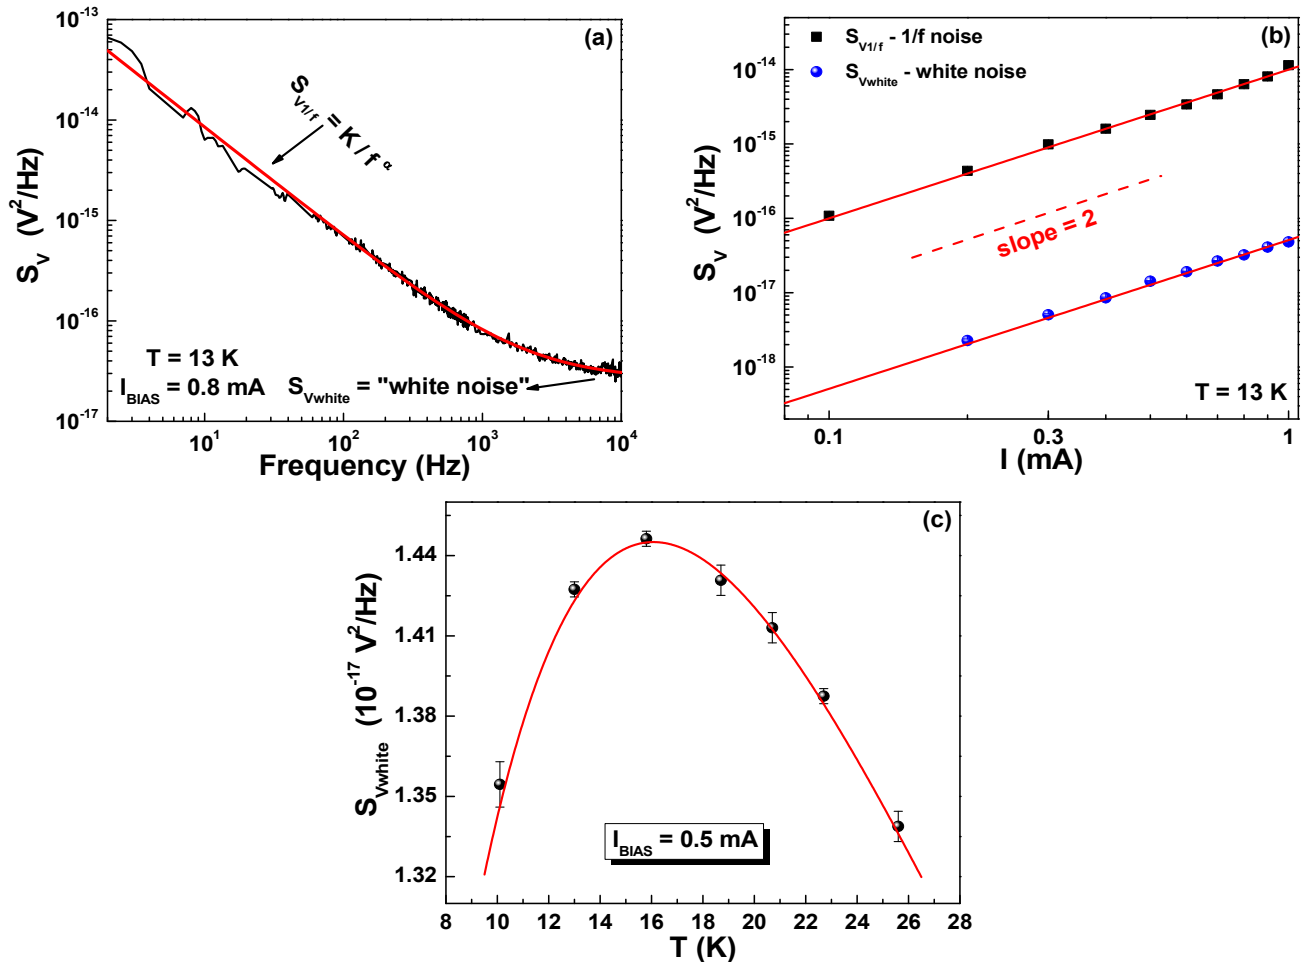 (a)
10^-13
10^-14
10^-15
10^-16
10^-17
S_V (V^2/Hz)
S_V1/f = K / f^α
T = 13 K
I_BIAS = 0.8 mA
S_Vwhite = "white noise"
10^1 10^2 10^3 10^4
Frequency (Hz)
(b)
S_V1/f - 1/f noise
S_Vwhite - white noise
10^-14
10^-15
10^-16
10^-17
10^-18
S_V (V^2/Hz)
slope = 2
T = 13 K
0.1 0.3 1
I (mA)
(c)
1.44
1.41
1.38
1.35
1.32
S_Vwhite (10^-17 V^2/Hz)
I_BIAS = 0.5 mA
8 10 12 14 16 18 20 22 24 26 28
T (K)